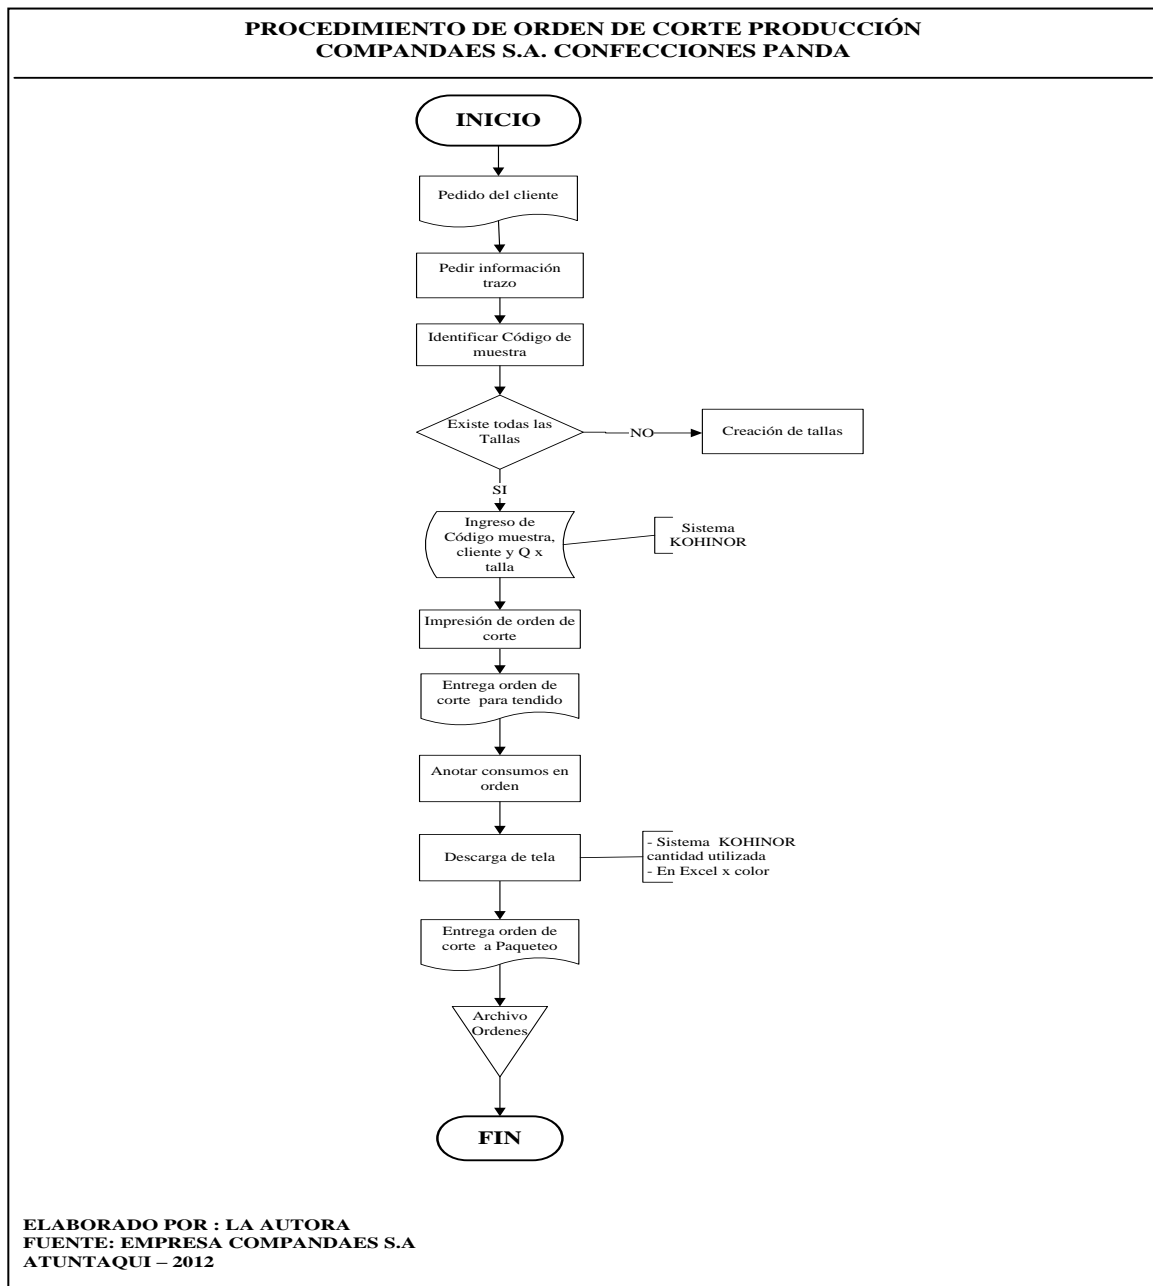 PROCEDIMIENTO DE ORDEN DE CORTE PRODUCCIÓN
COMPANDAES S.A. CONFECCIONES PANDA
INICIO
Pedido del cliente
Pedir información
trazo
Identificar Código de
muestra
Existe todas las
Tallas
NO
Creación de tallas
SI
Ingreso de
Código muestra,
cliente y Q x
talla
Sistema
KOHINOR
Impresión de orden de
corte
Entrega orden de
corte para tendido
Anotar consumos en
orden
Descarga de tela
- Sistema KOHINOR
cantidad utilizada
- En Excel x color
Entrega orden de
corte a Paqueteo
Archivo
Ordenes
FIN
ELABORADO POR : LA AUTORA
FUENTE: EMPRESA COMPANDAES S.A
ATUNTAQUI – 2012